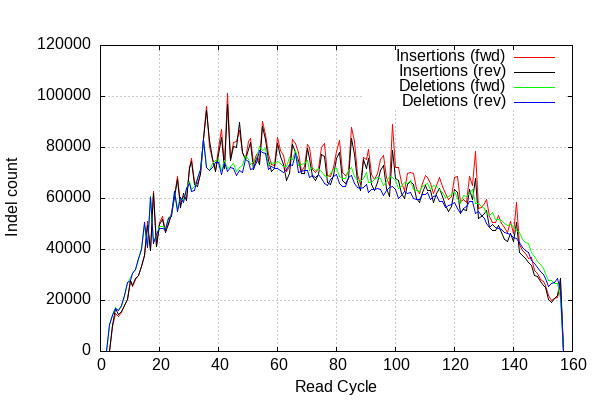 120000
Insertions (fwd)
Insertions (rev)
Deletions (fwd)
Deletions (rev)
100000
80000
60000
40000
20000
0
Indel count
0 20 40 60 80 100 120 140 160
Read Cycle